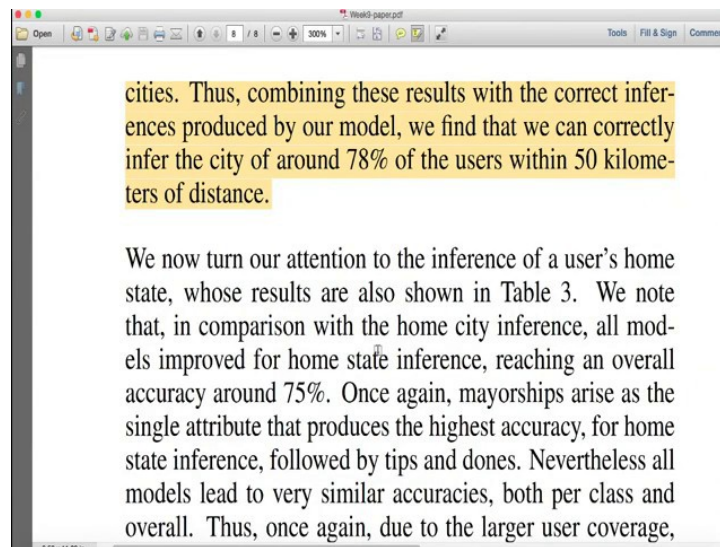 Week9-paper.pdf
Open 8 / 8 300% Tools Fill & Sign Comme
cities. Thus, combining these results with the correct infer-
ences produced by our model, we find that we can correctly
infer the city of around 78% of the users within 50 kilome-
ters of distance.
We now turn our attention to the inference of a user's home
state, whose results are also shown in Table 3. We note
that, in comparison with the home city inference, all mod-
els improved for home state inference, reaching an overall
accuracy around 75%. Once again, mayorships arise as the
single attribute that produces the highest accuracy, for home
state inference, followed by tips and dones. Nevertheless all
models lead to very similar accuracies, both per class and
overall. Thus, once again, due to the larger user coverage,